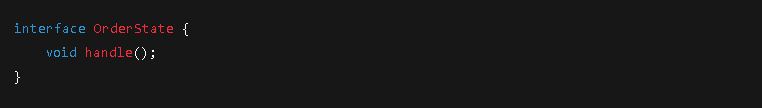 interface OrderState {
    void handle();
}